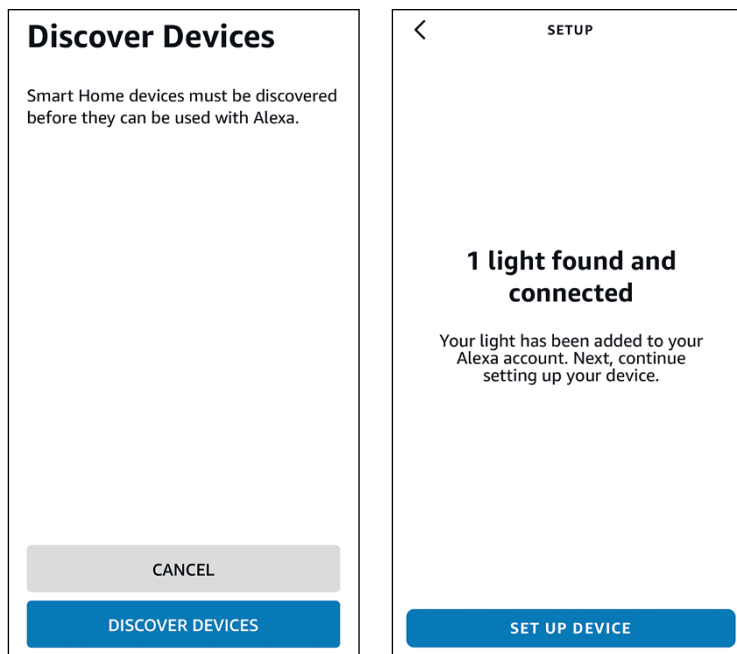 Discover Devices
Smart Home devices must be discovered
before they can be used with Alexa.
CANCEL
DISCOVER DEVICES
SETUP
1 light found and
connected
Your light has been added to your
Alexa account. Next, continue
setting up your device.
SET UP DEVICE